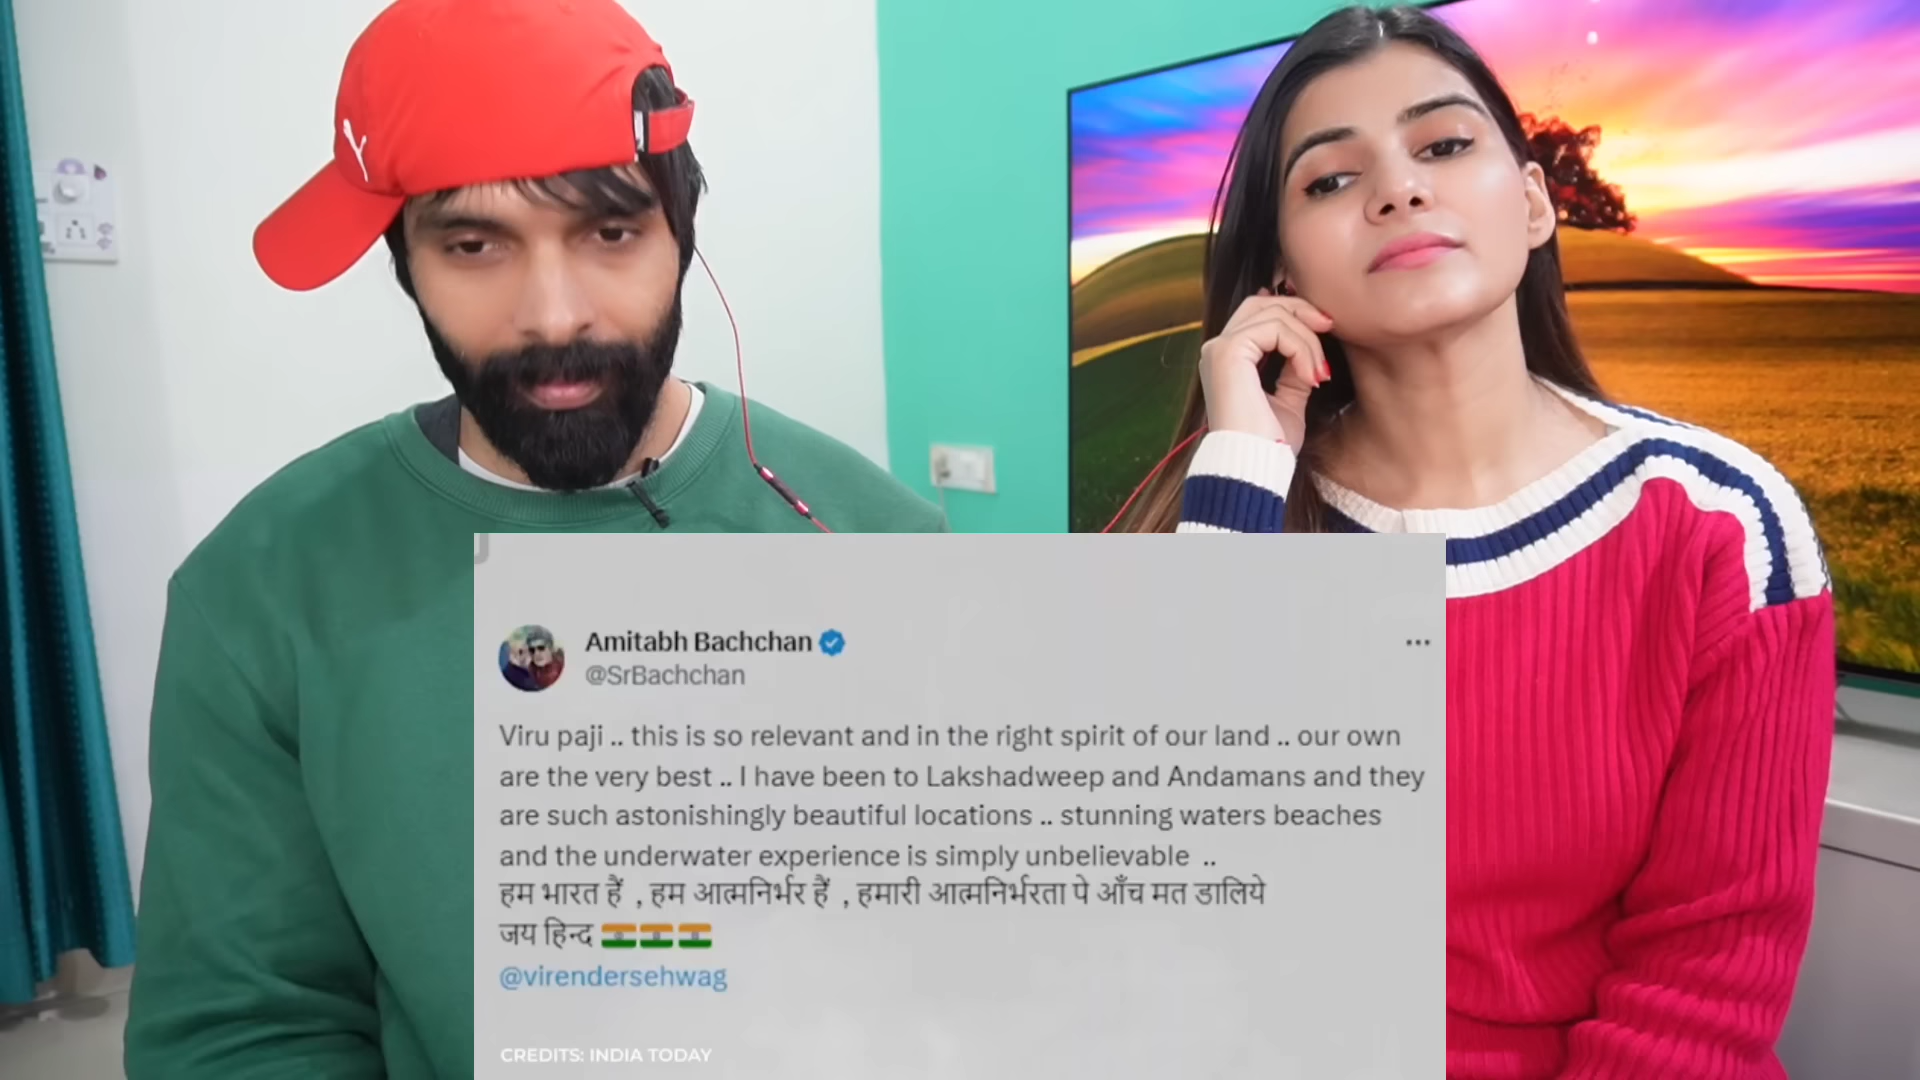 Amitabh Bachchan
@SrBachchan
Viru paji .. this is so relevant and in the right spirit of our land .. our own
are the very best .. I have been to Lakshadweep and Andamans and they
are such astonishingly beautiful locations .. stunning waters beaches
and the underwater experience is simply unbelievable ..
हम भारत हैं , हम आत्मनिर्भर हैं , हमारी आत्मनिर्भरता पे आँच मत डालिये
जय हिन्द 🇮🇳🇮🇳🇮🇳
@virendersehwag
CREDITS: INDIA TODAY